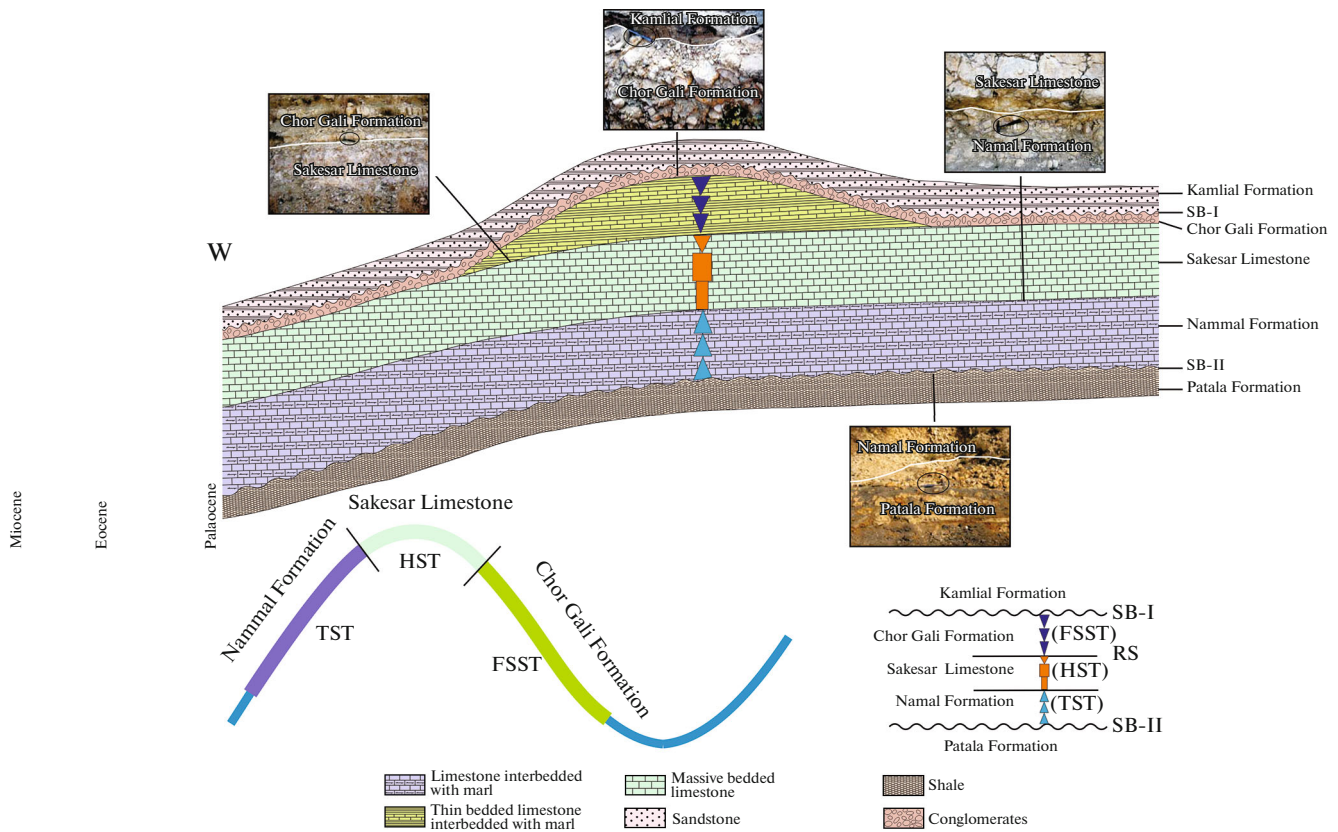 Kamlial Formation
Chor Gali Formation
Sakesar Limestone
Namal Formation
Chor Gali Formation
Sakesar Limestone
W
Kamlial Formation
SB-I
Chor Gali Formation
Sakesar Limestone
Nammal Formation
SB-II
Patala Formation
Namal Formation
Patala Formation
Miocene
Eocene
Palaocene
Sakesar Limestone
Nammal Formation
HST
TST
Chor Gali Formation
FSST
Kamlial Formation
SB-I
Chor Gali Formation
(FSST)
RS
Sakesar Limestone
(HST)
Namal Formation
(TST)
SB-II
Patala Formation
Limestone interbedded
with marl
Massive bedded
limestone
Shale
Thin bedded limestone
interbedded with marl
Sandstone
Conglomerates